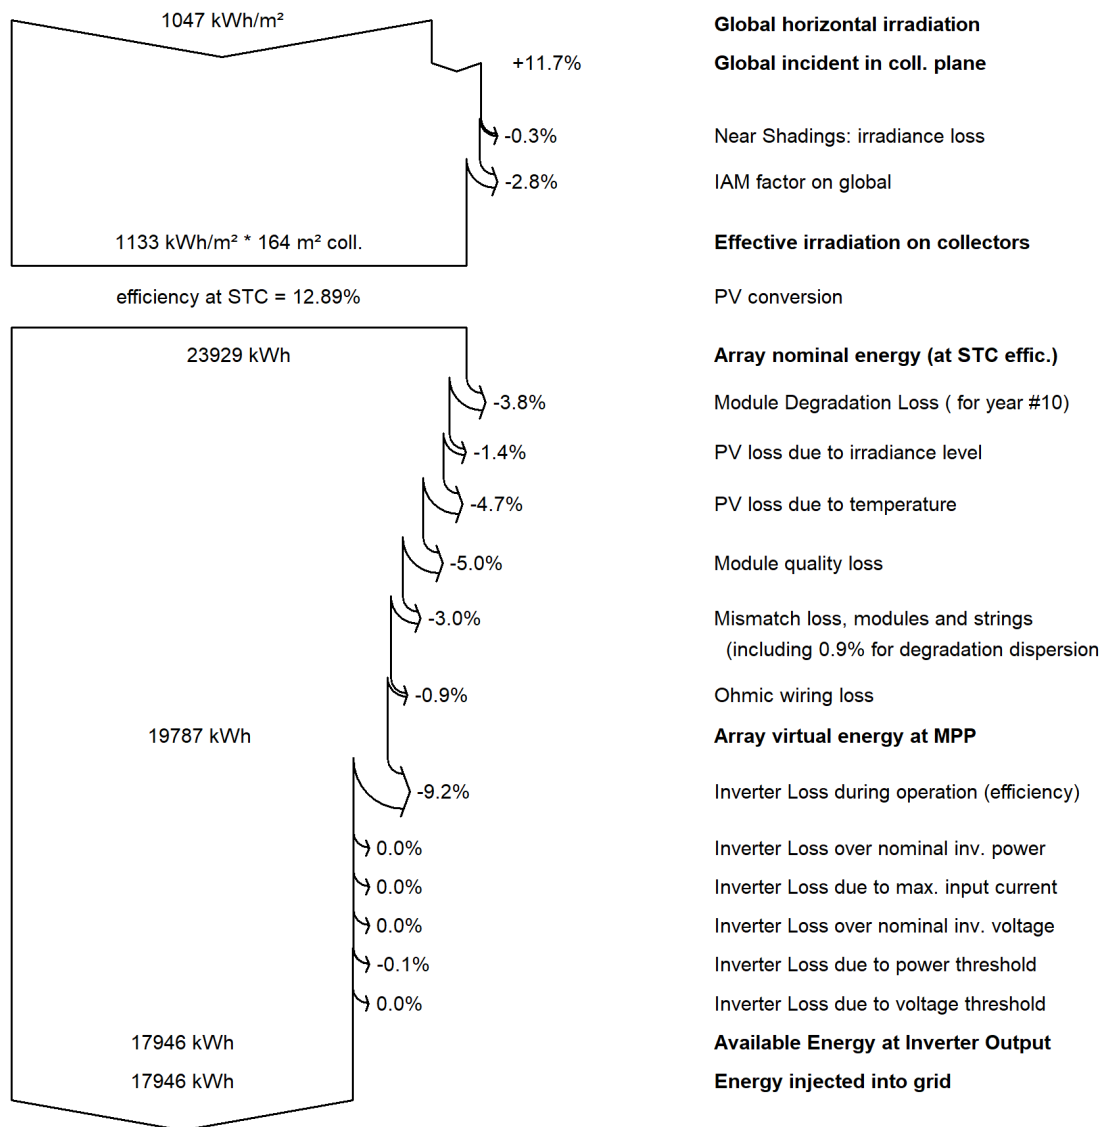 1047 kWh/m² Global horizontal irradiation
+11.7% Global incident in coll. plane
-0.3% Near Shadings: irradiance loss
-2.8% IAM factor on global
1133 kWh/m² * 164 m² coll. Effective irradiation on collectors
efficiency at STC = 12.89% PV conversion
23929 kWh Array nominal energy (at STC effic.)
-3.8% Module Degradation Loss ( for year #10)
-1.4% PV loss due to irradiance level
-4.7% PV loss due to temperature
-5.0% Module quality loss
-3.0% Mismatch loss, modules and strings
(including 0.9% for degradation dispersion
-0.9% Ohmic wiring loss
19787 kWh Array virtual energy at MPP
-9.2% Inverter Loss during operation (efficiency)
0.0% Inverter Loss over nominal inv. power
0.0% Inverter Loss due to max. input current
0.0% Inverter Loss over nominal inv. voltage
-0.1% Inverter Loss due to power threshold
0.0% Inverter Loss due to voltage threshold
17946 kWh Available Energy at Inverter Output
17946 kWh Energy injected into grid